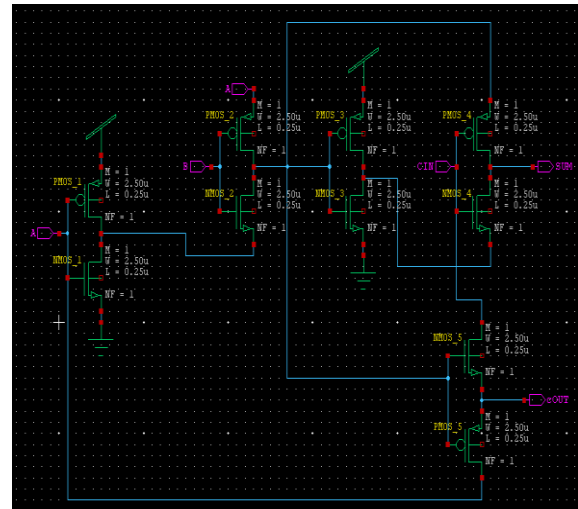 A
PMOS_2
M = 1
W = 2.50u
L = 0.25u
NF = 1
PMOS_3
M = 1
W = 2.50u
L = 0.25u
NF = 1
PMOS_4
M = 1
W = 2.50u
L = 0.25u
NF = 1
B
CIN
SUM
PMOS_1
M = 1
W = 2.50u
L = 0.25u
NF = 1
NMOS_2
M = 1
W = 2.50u
L = 0.25u
NF = 1
NMOS_3
M = 1
W = 2.50u
L = 0.25u
NF = 1
NMOS_4
M = 1
W = 2.50u
L = 0.25u
NF = 1
A
NMOS_1
M = 1
W = 2.50u
L = 0.25u
NF = 1
NMOS_5
M = 1
W = 2.50u
L = 0.25u
NF = 1
cOUT
PMOS_5
M = 1
W = 2.50u
L = 0.25u
NF = 1